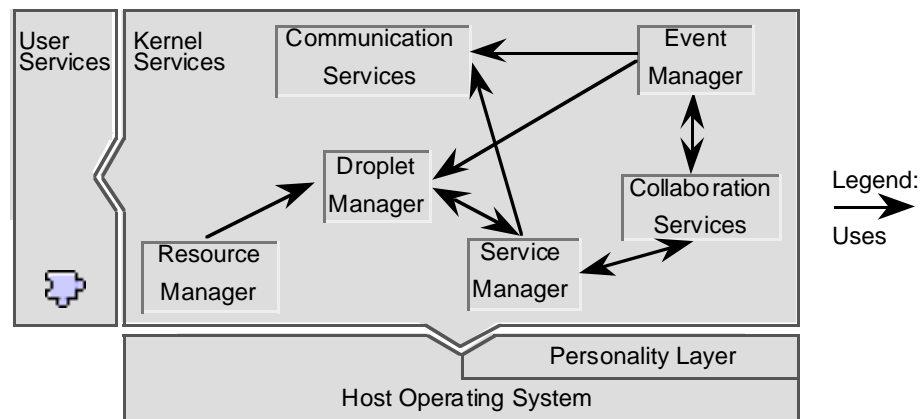 User
Services
Kernel
Services
Communication
Services
Event
Manager
Droplet
Manager
Collaboration
Services
Resource
Manager
Service
Manager
Legend:
Uses
Personality Layer
Host Operating System